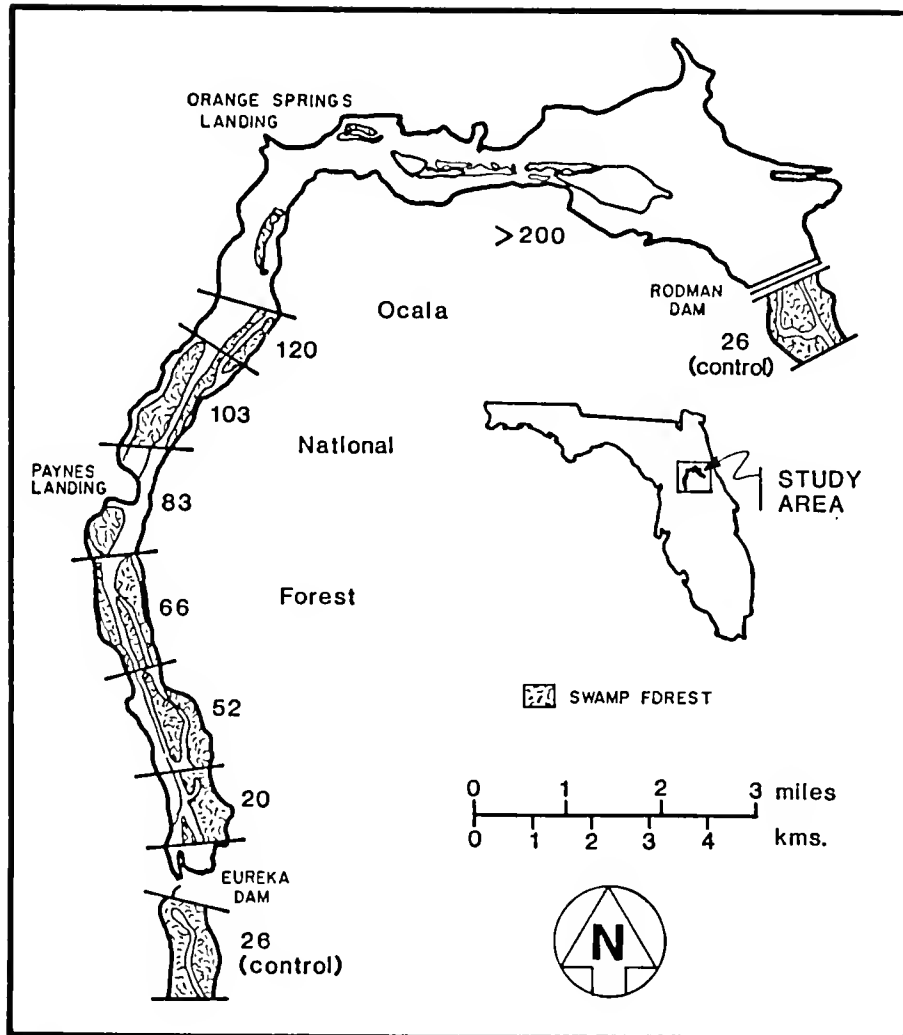 ORANGE SPRINGS
LANDING
>200
RODMAN
DAM
Ocala
26
(control)
120
103
National
PAYNES
LANDING
83
STUDY
AREA
Forest
66
SWAMP FOREST
52
0 1 2 3 miles
0 1 2 3 4 kms.
20
EUREKA
DAM
N
26
(control)